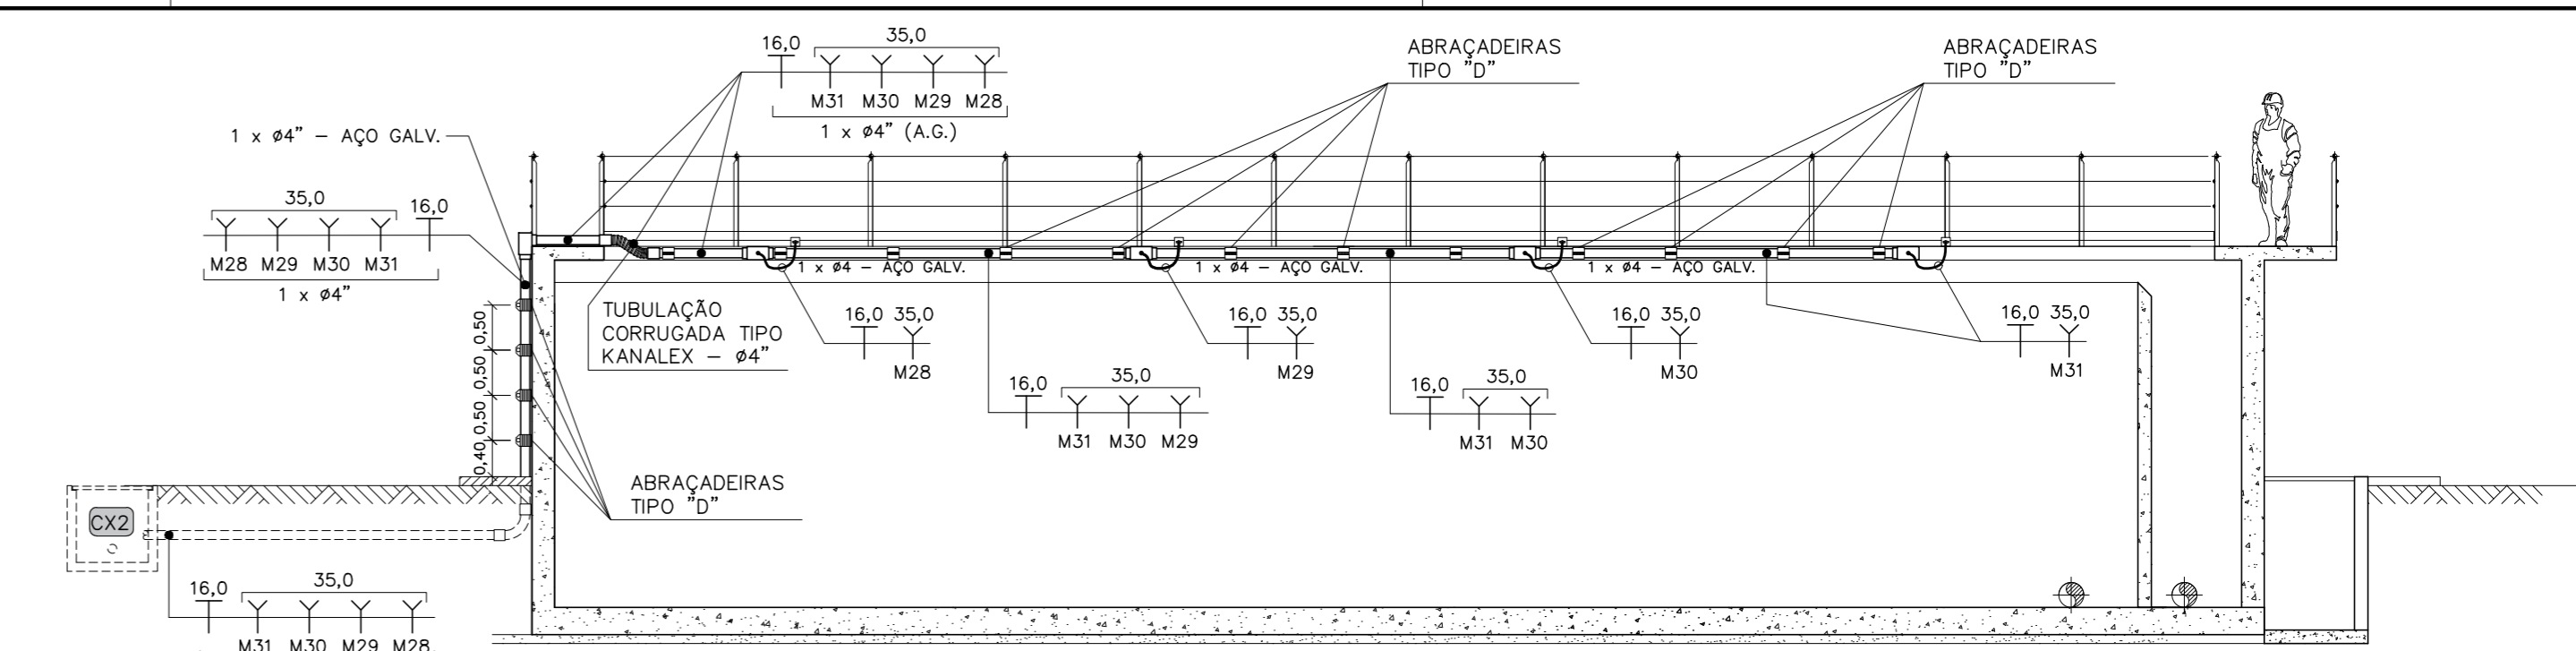 16,0 35,0
M31 M30 M29 M28
1 x ø4” (A.G.)
ABRAÇADEIRAS
TIPO ”D”
ABRAÇADEIRAS
TIPO ”D”
1 x ø4” – AÇO GALV.
35,0 16,0
M28 M29 M30 M31
1 x ø4”
1 x ø4 – AÇO GALV.
1 x ø4 – AÇO GALV.
1 x ø4 – AÇO GALV.
TUBULAÇÃO
CORRUGADA TIPO
KANALEX – ø4”
16,0 35,0
M28
16,0 35,0
M29
16,0 35,0
M30
16,0 35,0
M31
16,0 35,0
M31 M30 M29
16,0 35,0
M31 M30
0,50
0,50
0,50
0,40
ABRAÇADEIRAS
TIPO ”D”
CX2
16,0 35,0
M31 M30 M29 M28